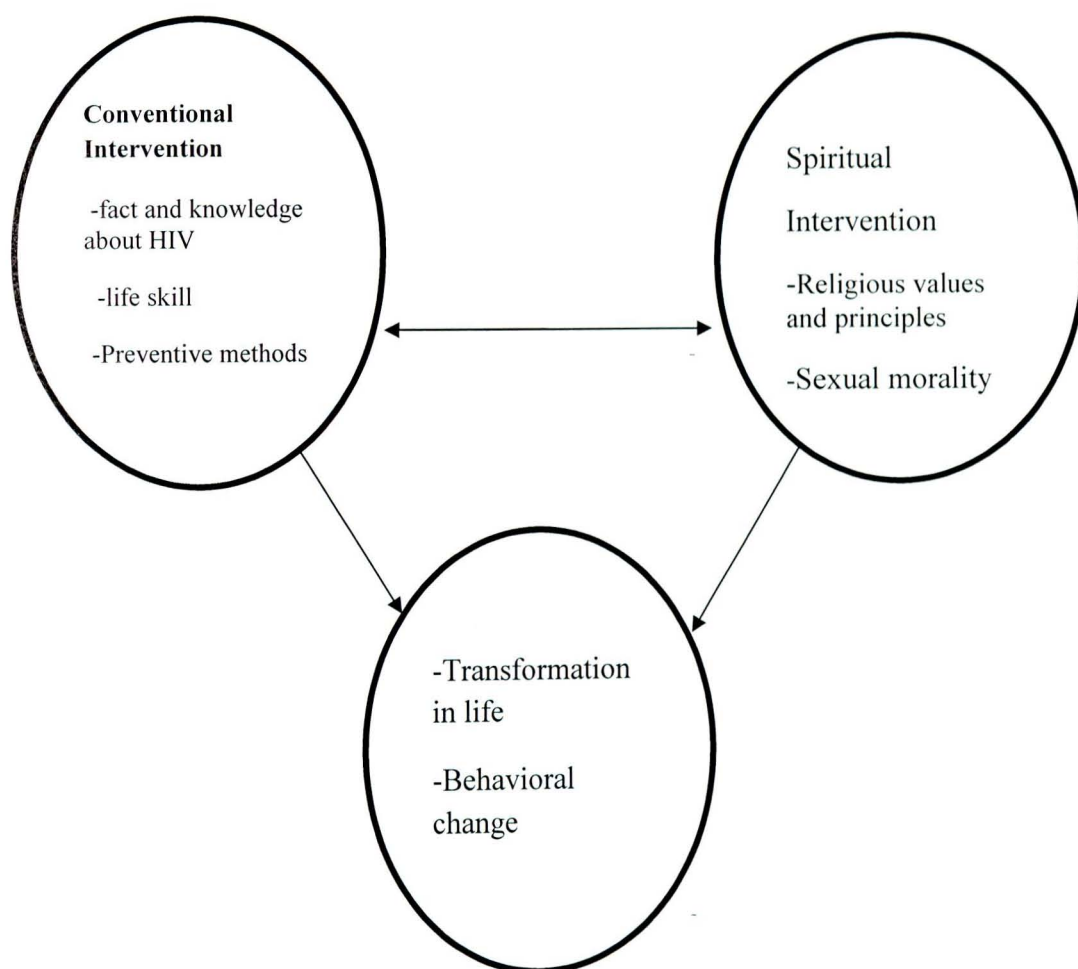 Conventional
Intervention
-fact and knowledge
about HIV
-life skill
-Preventive methods
Spiritual
Intervention
-Religious values
and principles
-Sexual morality
-Transformation
in life
-Behavioral
change